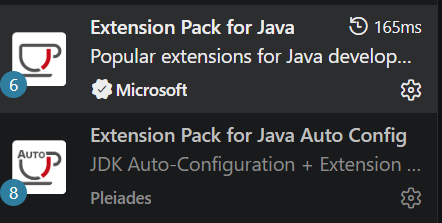 Extension Pack for Java 165ms
Popular extensions for Java develop...
6 Microsoft
AUTO Extension Pack for Java Auto Config
JDK Auto-Configuration + Extension ...
8 Pleiades